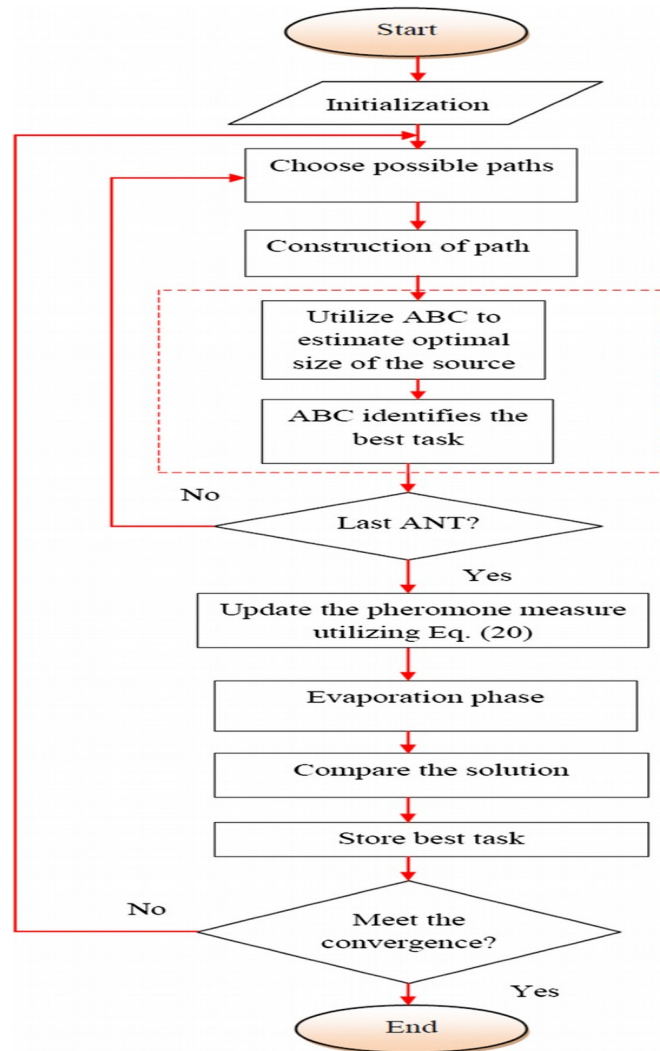 Start
Initialization
Choose possible paths
Construction of path
Utilize ABC to
estimate optimal
size of the source
ABC identifies the
best task
No
Last ANT?
Yes
Update the pheromone measure
utilizing Eq. (20)
Evaporation phase
Compare the solution
Store best task
No
Meet the
convergence?
Yes
End